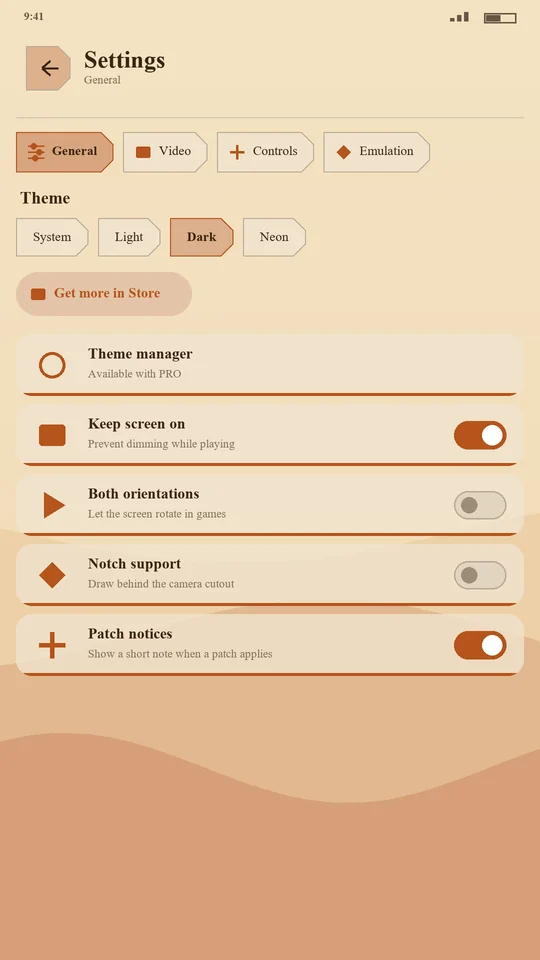 9:41
Settings
General
General
Video
Controls
Emulation
Theme
System
Light
Dark
Neon
Get more in Store
Theme manager
Available with PRO
Keep screen on
Prevent dimming while playing
Both orientations
Let the screen rotate in games
Notch support
Draw behind the camera cutout
Patch notices
Show a short note when a patch applies